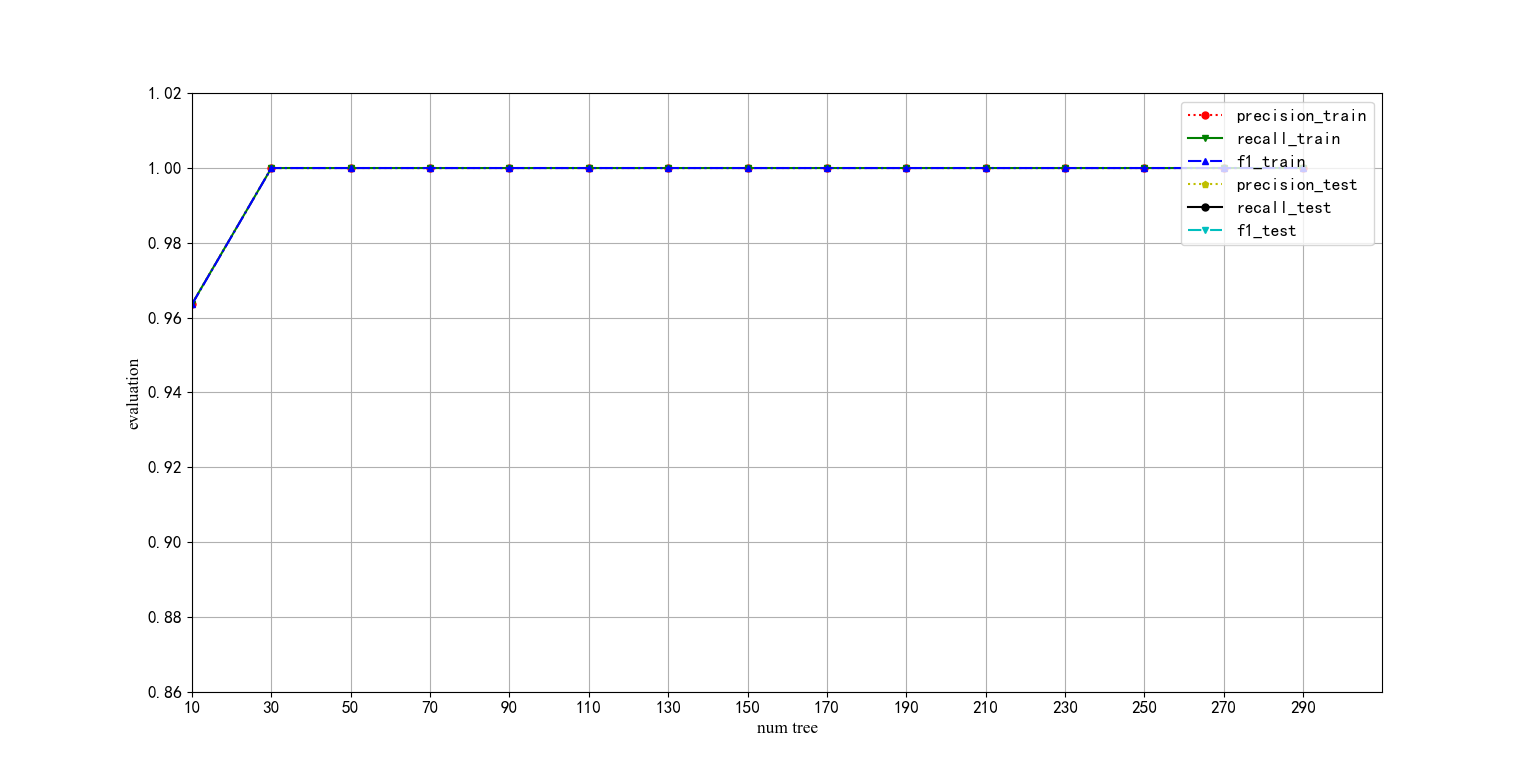 1.02
1.00
0.98
0.96
0.94
0.92
0.90
0.88
0.86
evaluation
10 30 50 70 90 110 130 150 170 190 210 230 250 270 290
num tree
precision_train
recall_train
f1_train
precision_test
recall_test
f1_test